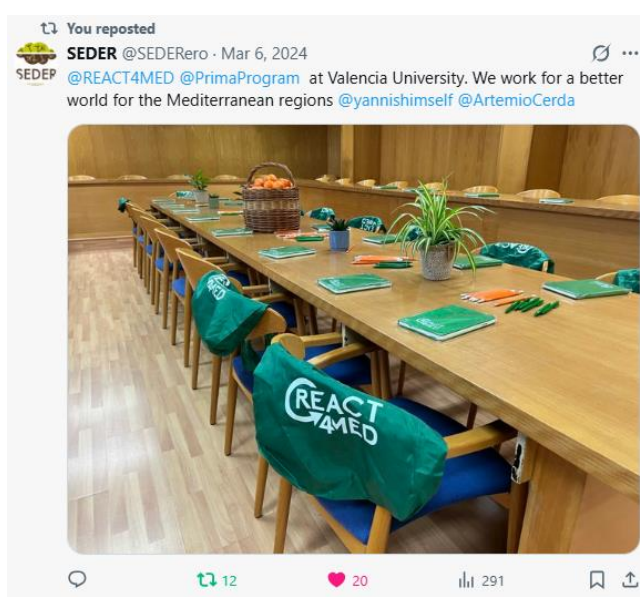 You reposted
SEDER @SEDERero · Mar 6, 2024
SEDER
@REACT4MED @PrimaProgram at Valencia University. We work for a better
world for the Mediterranean regions @yannishimself @ArtemioCerda
REACT
4MED
12
20
291